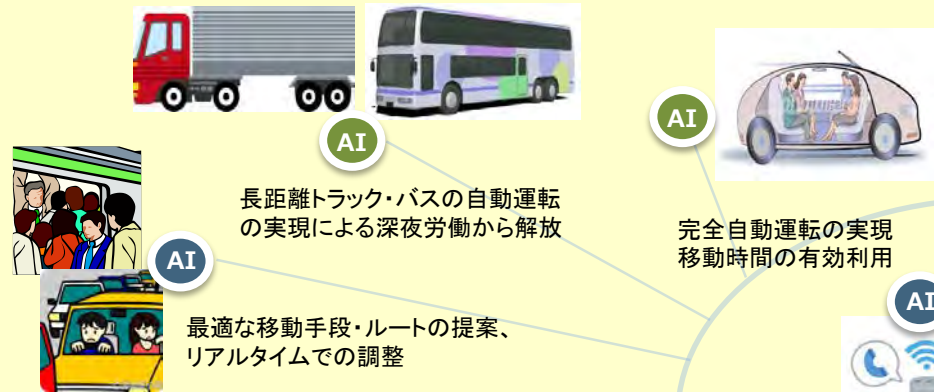 AI
長距離トラック・バスの自動運転
の実現による深夜労働から解放
AI
完全自動運転の実現
移動時間の有効利用
AI
最適な移動手段・ルートの提案、
リアルタイムでの調整
AI